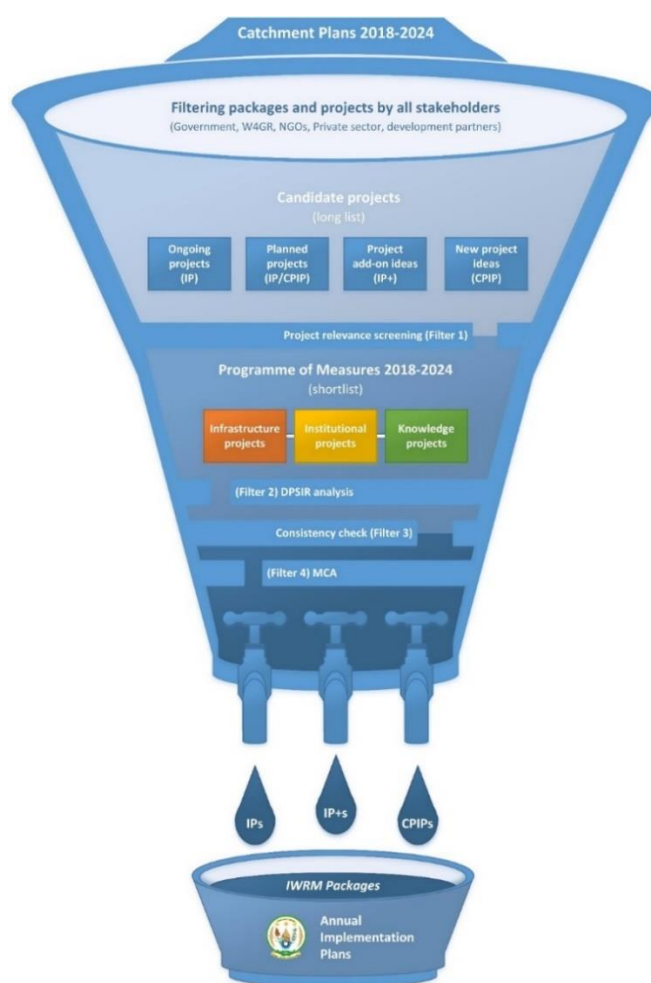 Catchment Plans 2018-2024
Filtering packages and projects by all stakeholders
(Government, W4GR, NGOs, Private sector, development partners)
Candidate projects
(long list)
Ongoing
projects
(IP)
Planned
projects
(IP/CPIP)
Project
add-on ideas
(IP+)
New project
ideas
(CPIP)
Project relevance screening (Filter 1)
Programme of Measures 2018-2024
(shortlist)
Infrastructure
projects
Institutional
projects
Knowledge
projects
(Filter 2) DPSIR analysis
Consistency check (Filter 3)
(Filter 4) MCA
IPs
IP+s
CPIPs
IWRM Packages
Annual
Implementation
Plans